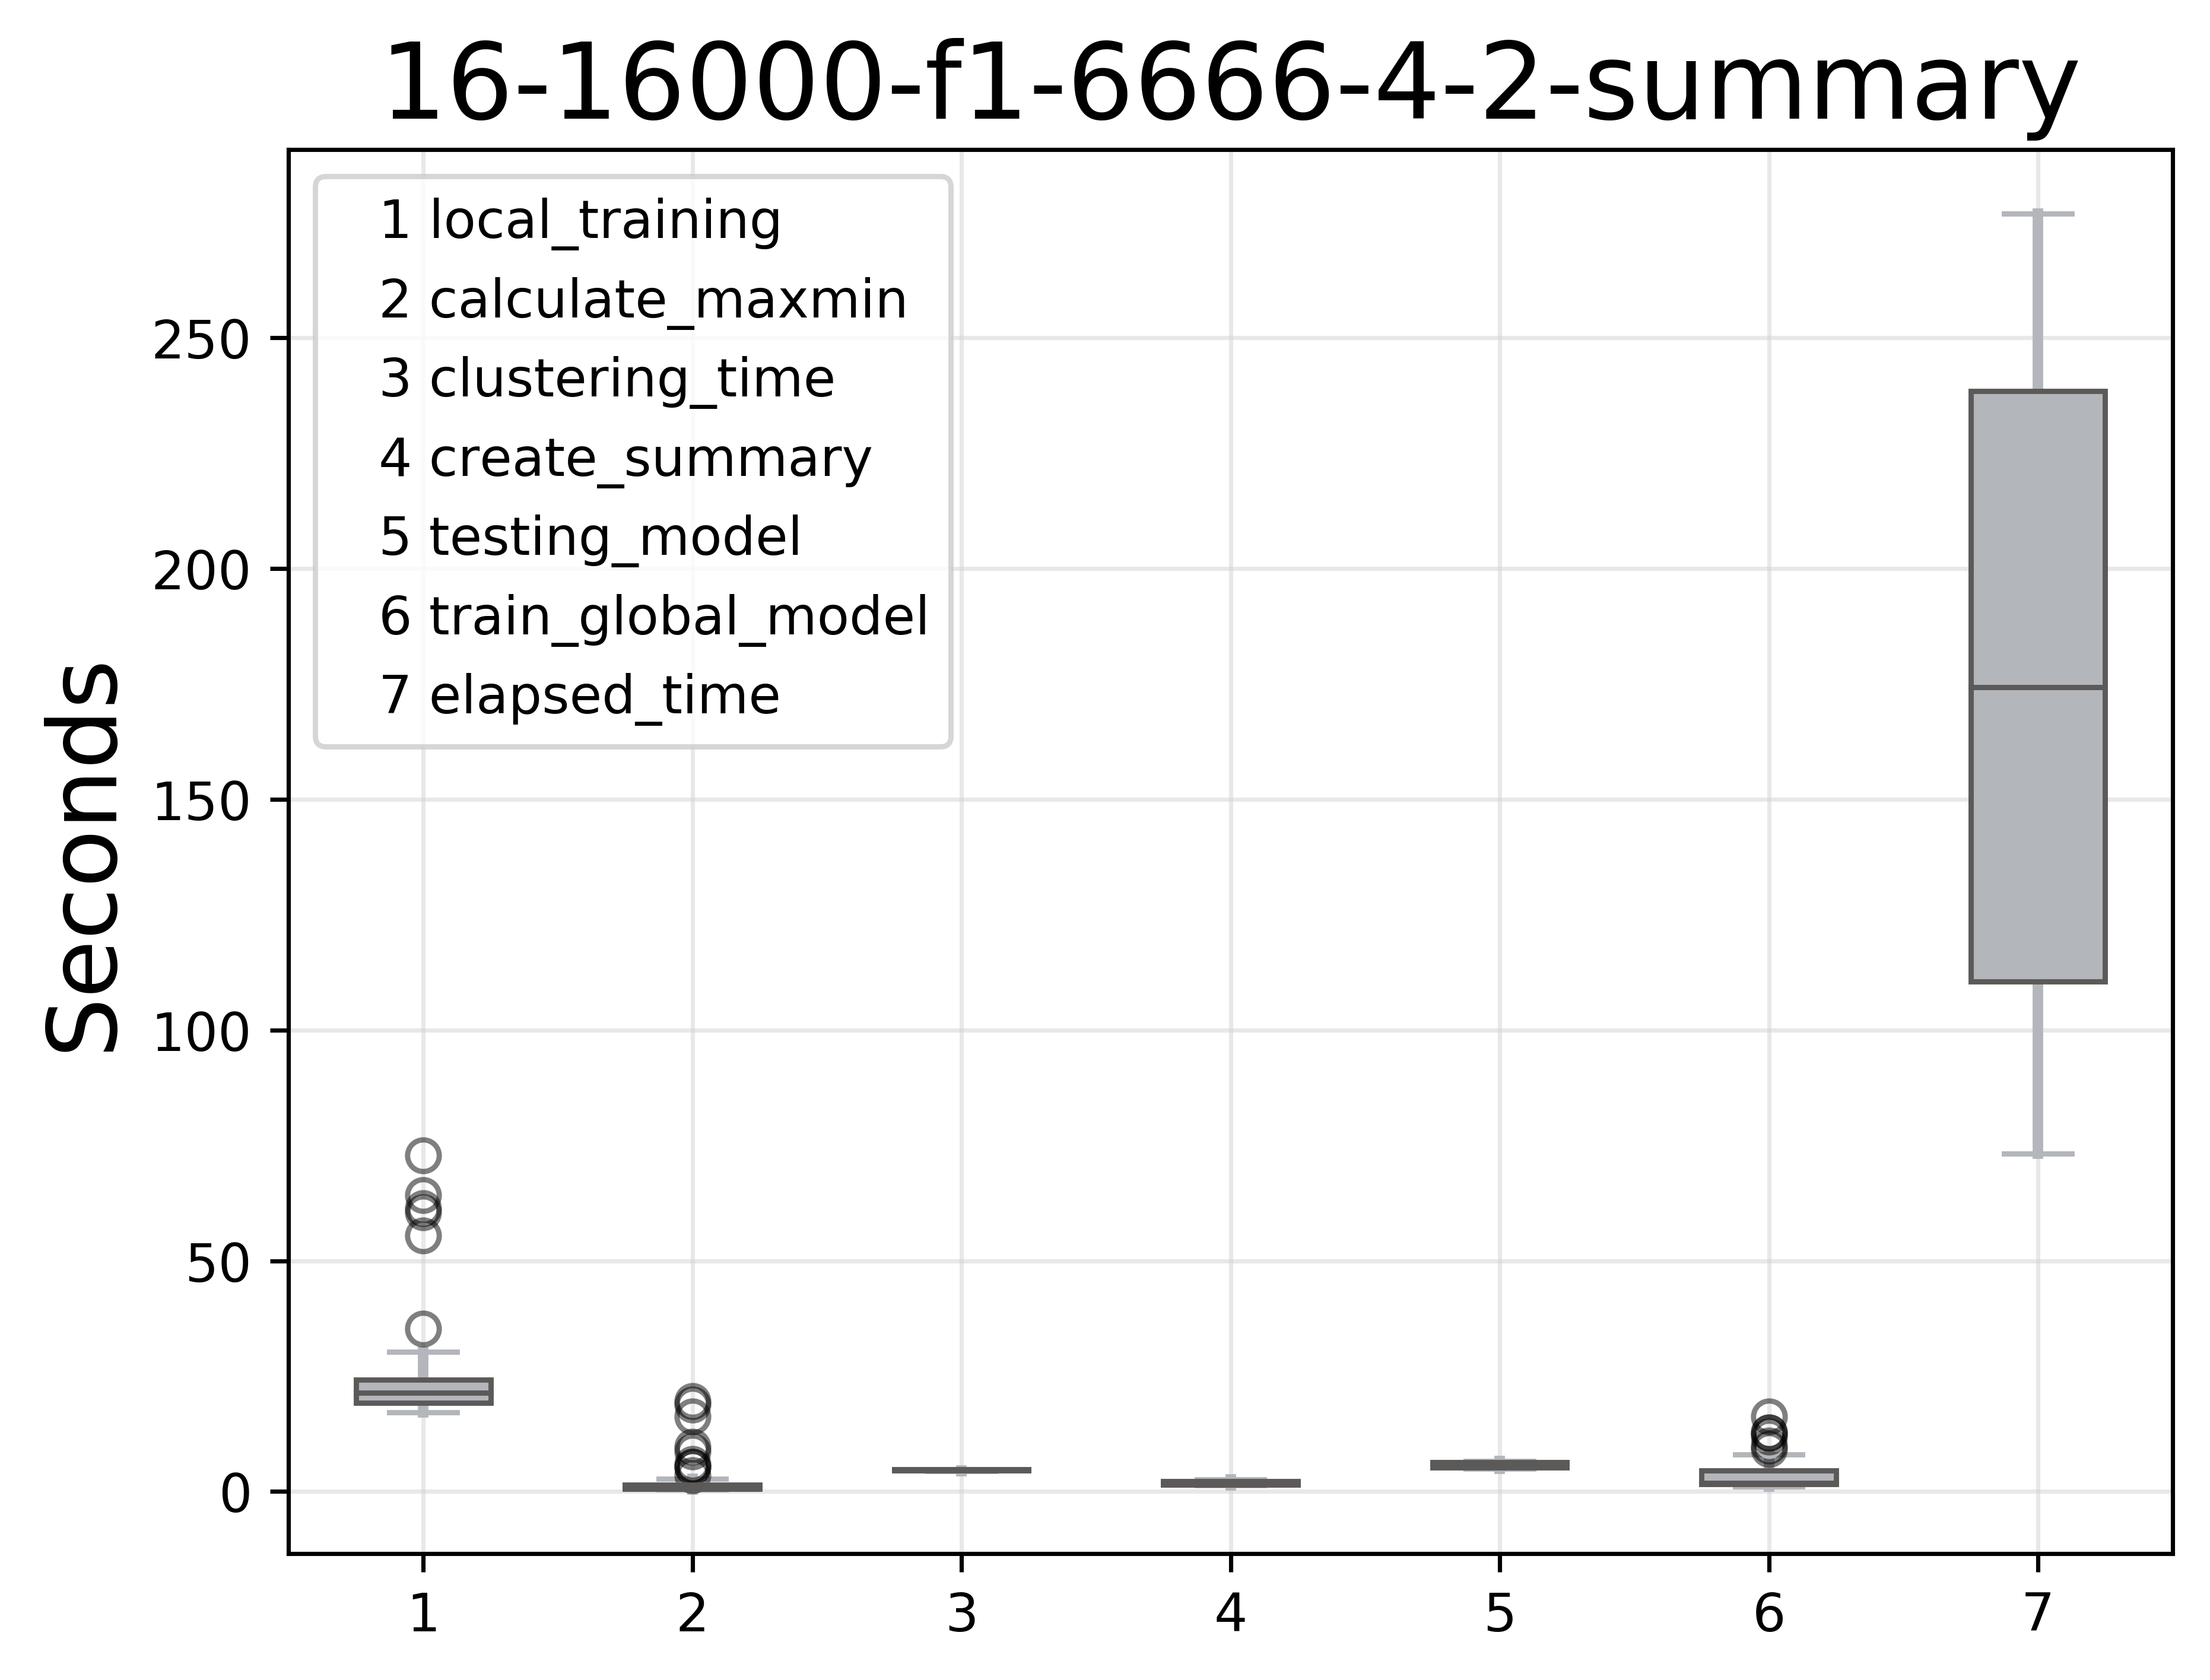 16-16000-f1-6666-4-2-summary
1 local_training
2 calculate_maxmin
3 clustering_time
4 create_summary
5 testing_model
6 train_global_model
7 elapsed_time
Seconds
250
200
150
100
50
0
1 2 3 4 5 6 7